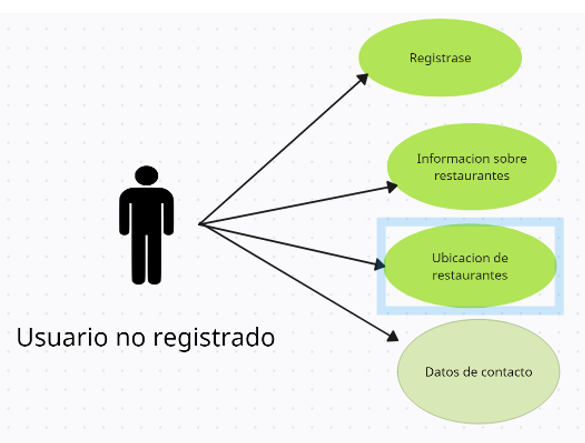 Registrase
Informacion sobre
restaurantes
Ubicacion de
restaurantes
Usuario no registrado
Datos de contacto